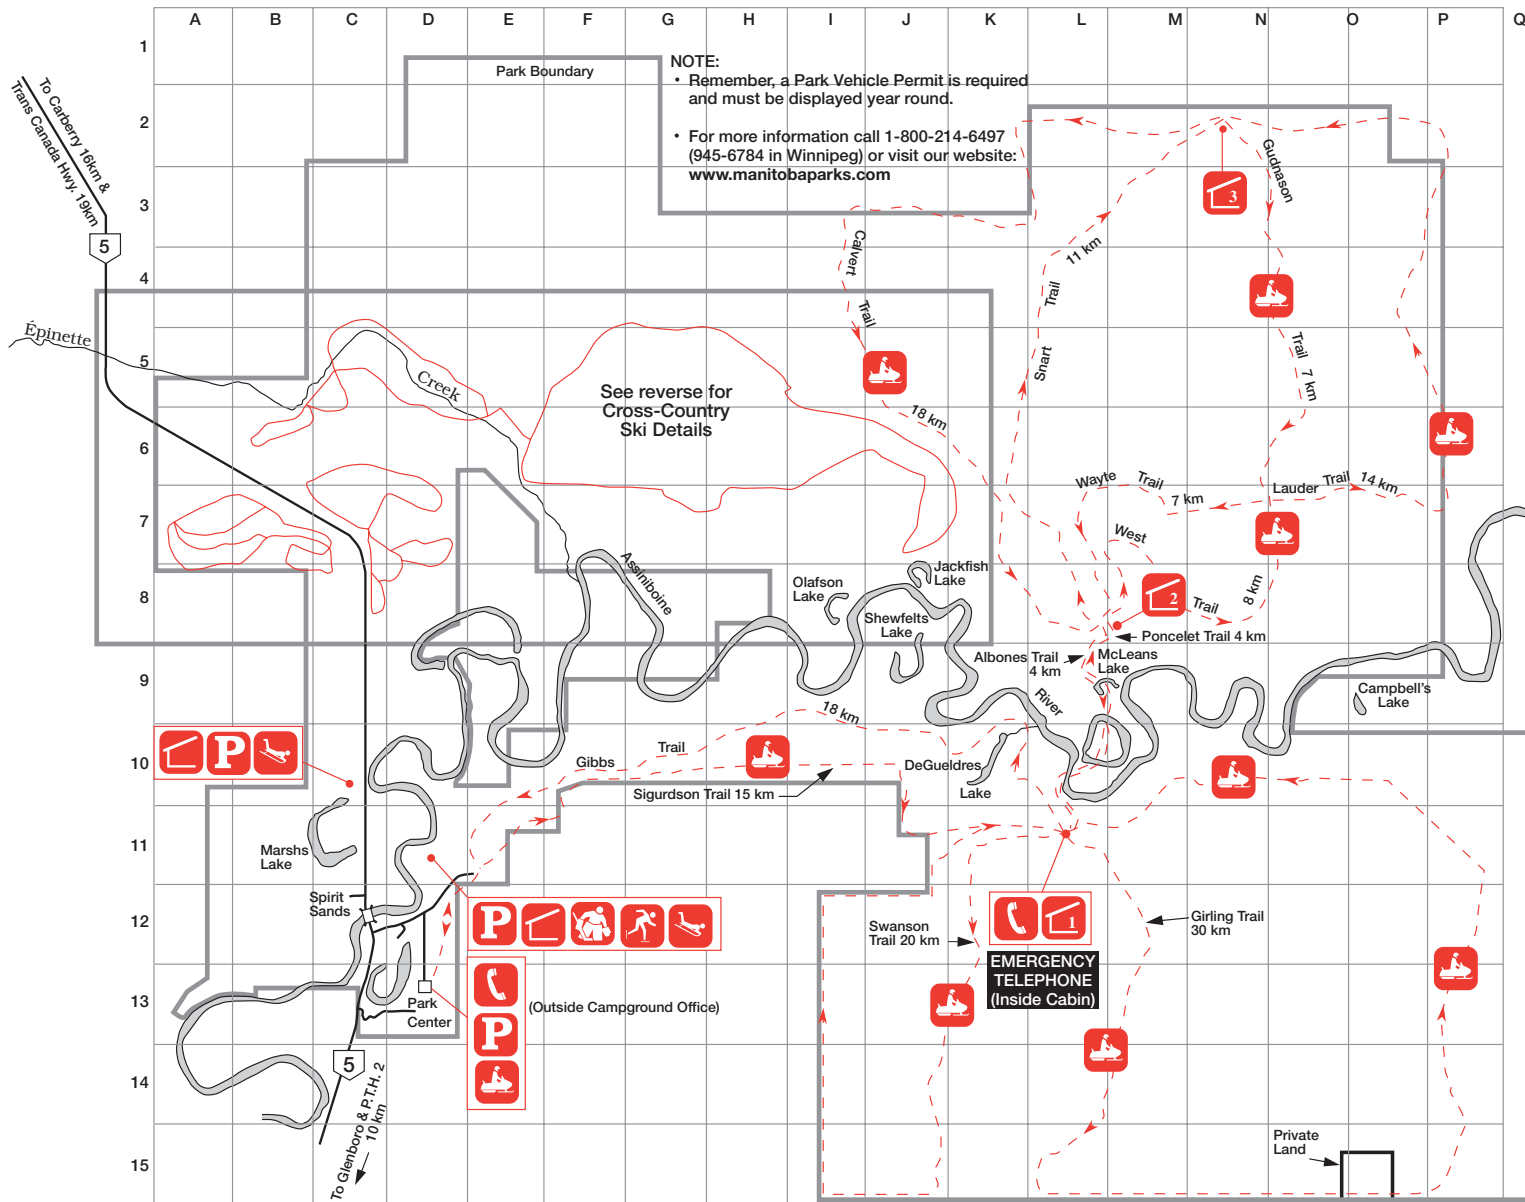 A B C D E F G H I J K L M N O P Q
1
2
3
4
5
6
7
8
9
10
11
12
13
14
15
Park Boundary
NOTE:
• Remember, a Park Vehicle Permit is required
and must be displayed year round.
• For more information call 1-800-214-6497
(945-6784 in Winnipeg) or visit our website:
www.manitobaparks.com
To Carberry 16km &
Trans Canada Hwy. 19km
5
Épinette
Creek
See reverse for
Cross-Country
Ski Details
Calvert
Trail
18 km
Snart
Trail
11 km
3
Gudnason
Trail
7 km
Wayte
Trail
7 km
Lauder
Trail
14 km
West
2
Trail
8 km
Poncelet Trail 4 km
Albones Trail
4 km
McLeans
Lake
Jackfish
Lake
Olafson
Lake
Shewfelts
Lake
Assiniboine
River
Campbell's
Lake
18 km
Trail
Gibbs
Sigurdson Trail 15 km
DeGueldres
Lake
P
Marshs
Lake
Spirit
Sands
P
Swanson
Trail 20 km
1
EMERGENCY
TELEPHONE
(Inside Cabin)
Girling Trail
30 km
Park
Center
(Outside Campground Office)
P
5
To Glenboro & P.T.H. 2
10 km
Private
Land